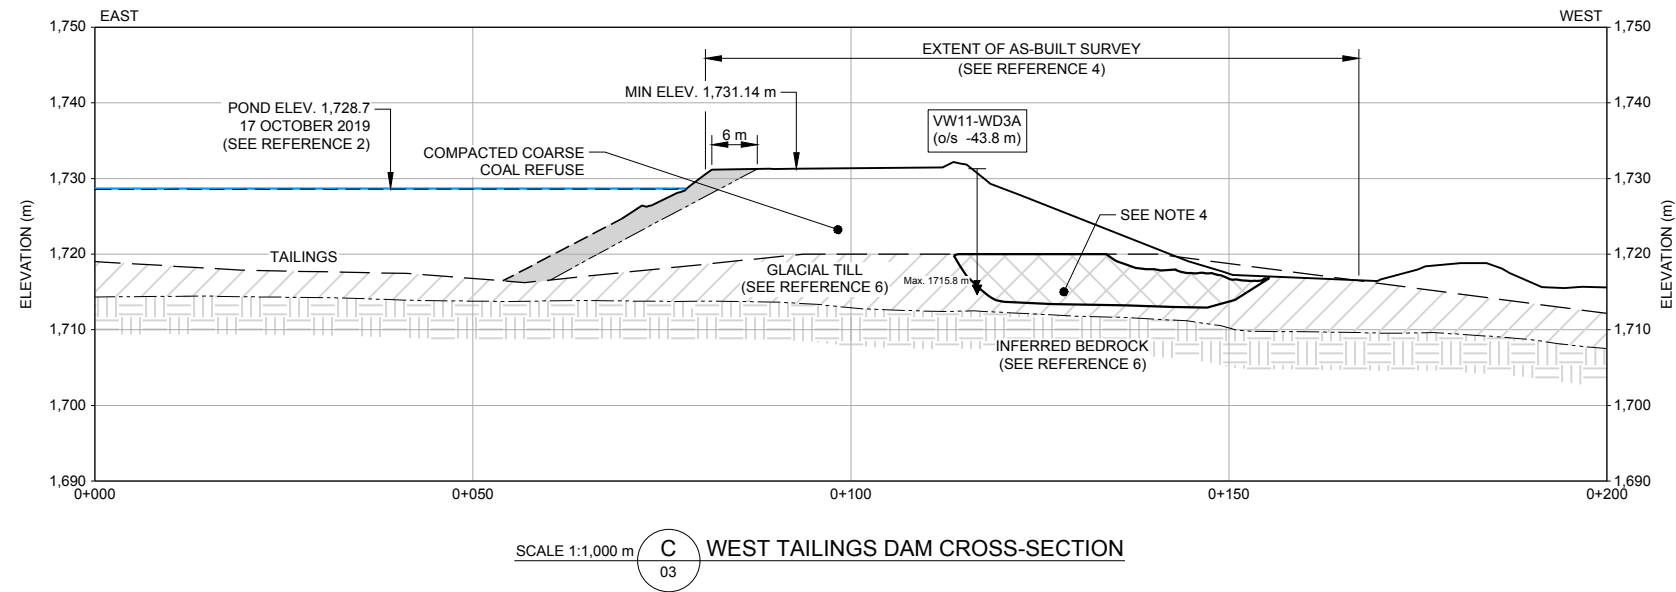 EAST
WEST
1,750
1,750
EXTENT OF AS-BUILT SURVEY
(SEE REFERENCE 4)
1,740
1,740
MIN ELEV. 1,731.14 m
POND ELEV. 1,728.7
17 OCTOBER 2019
(SEE REFERENCE 2)
VW11-WD3A
(o/s -43.8 m)
6 m
COMPACTED COARSE
COAL REFUSE
1,730
1,730
SEE NOTE 4
ELEVATION (m)
ELEVATION (m)
1,720
1,720
TAILINGS
GLACIAL TILL
(SEE REFERENCE 6)
Max. 1715.8 m
1,710
1,710
INFERRED BEDROCK
(SEE REFERENCE 6)
1,700
1,700
1,690
1,690
0+000
0+050
0+100
0+150
0+200
SCALE 1:1,000 m
C
03
WEST TAILINGS DAM CROSS-SECTION